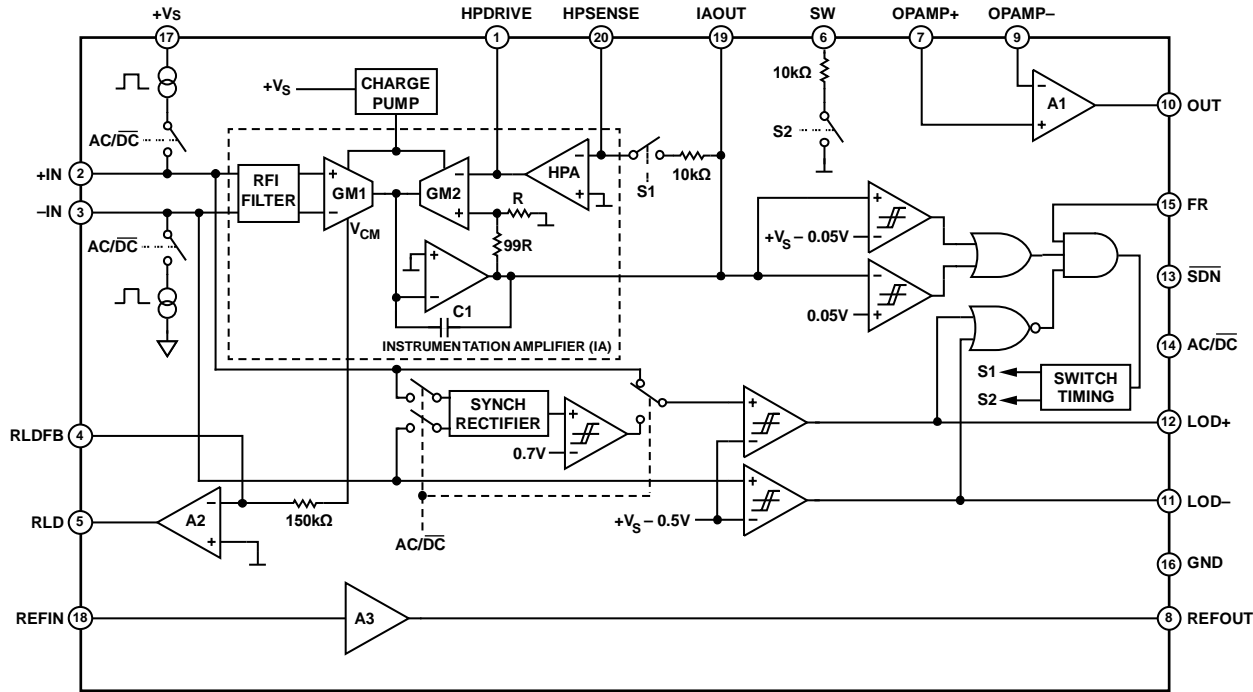 +VS
HPDRIVE
HPSENSE
IAOUT
SW
OPAMP+
OPAMP–
17
1
20
19
6
7
9
10kΩ
CHARGE
PUMP
+VS
–
A1
+
10
OUT
AC/DC
S2
+IN
2
RFI
FILTER
+
–
GM1
VCM
–
GM2
+
–
HPA
+
S1
10kΩ
R
99R
–IN
3
AC/DC
+
–
C1
INSTRUMENTATION AMPLIFIER (IA)
+
–
+VS – 0.05V
–
+
0.05V
15
FR
13
SDN
14
AC/DC
S1
S2
SWITCH
TIMING
SYNCH
RECTIFIER
+
–
0.7V
+
–
12
LOD+
RLDFB
4
+
–
+VS – 0.5V
11
LOD–
RLD
5
A2
–
+
150kΩ
AC/DC
16
GND
REFIN
18
A3
8
REFOUT